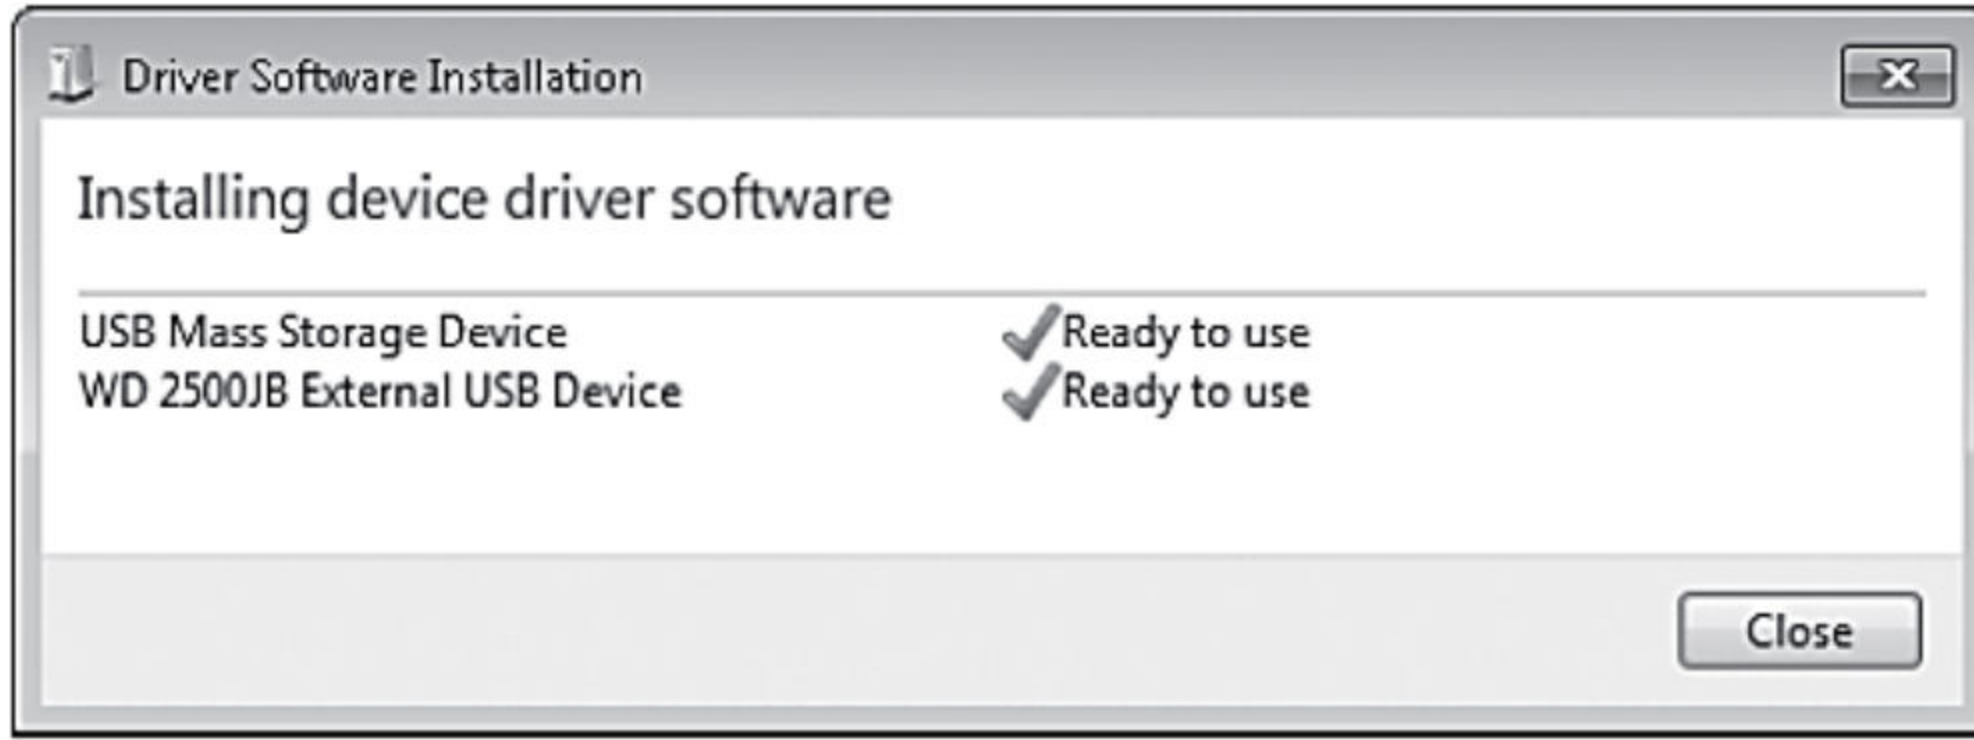 Driver Software Installation
Installing device driver software
USB Mass Storage Device Ready to use
WD 2500JB External USB Device Ready to use
Close